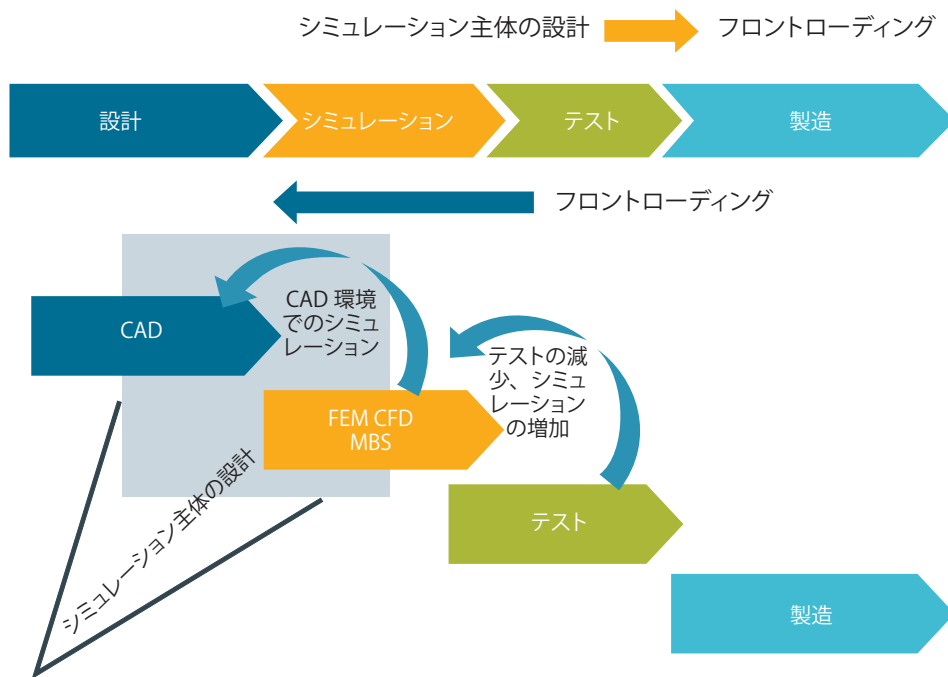 シミュレーション主体の設計
フロントローディング
設計
シミュレーション
テスト
製造
フロントローディング
CAD
CAD 環境
でのシミュ
レーション
テストの減
少、シミュ
レーション
の増加
FEM CFD
MBS
シミュレーション主体の設計
テスト
製造